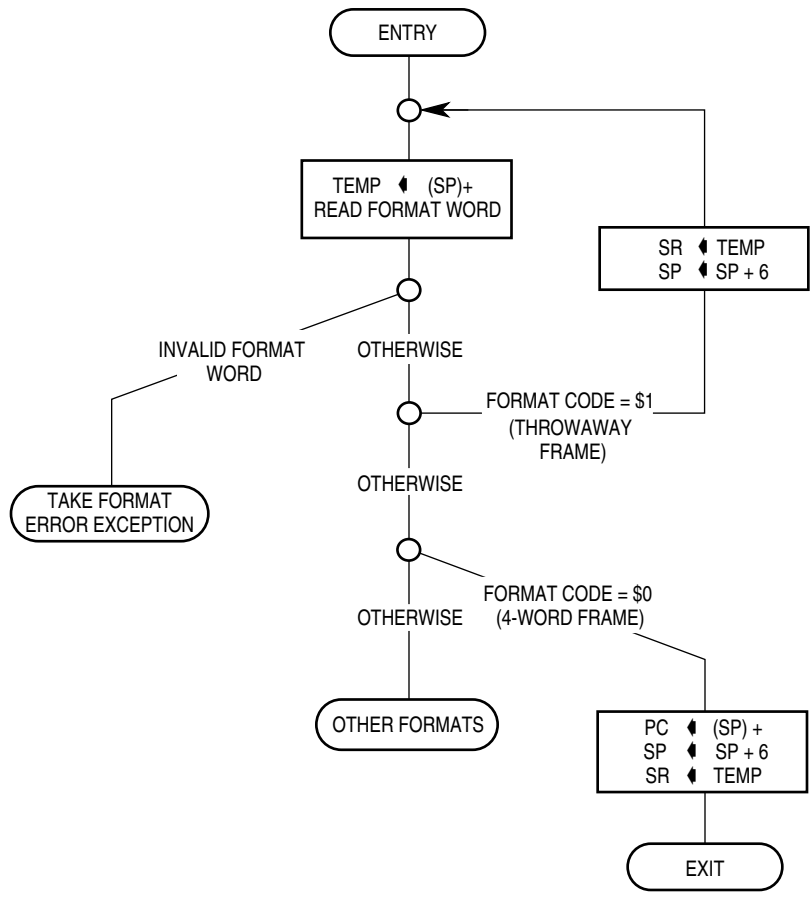 ENTRY
TEMP ◖ (SP)+
READ FORMAT WORD
SR ◖ TEMP
SP ◖ SP + 6
INVALID FORMAT
WORD
OTHERWISE
FORMAT CODE = $1
(THROWAWAY
FRAME)
TAKE FORMAT
ERROR EXCEPTION
OTHERWISE
FORMAT CODE = $0
(4-WORD FRAME)
OTHERWISE
OTHER FORMATS
PC ◖ (SP) +
SP ◖ SP + 6
SR ◖ TEMP
EXIT